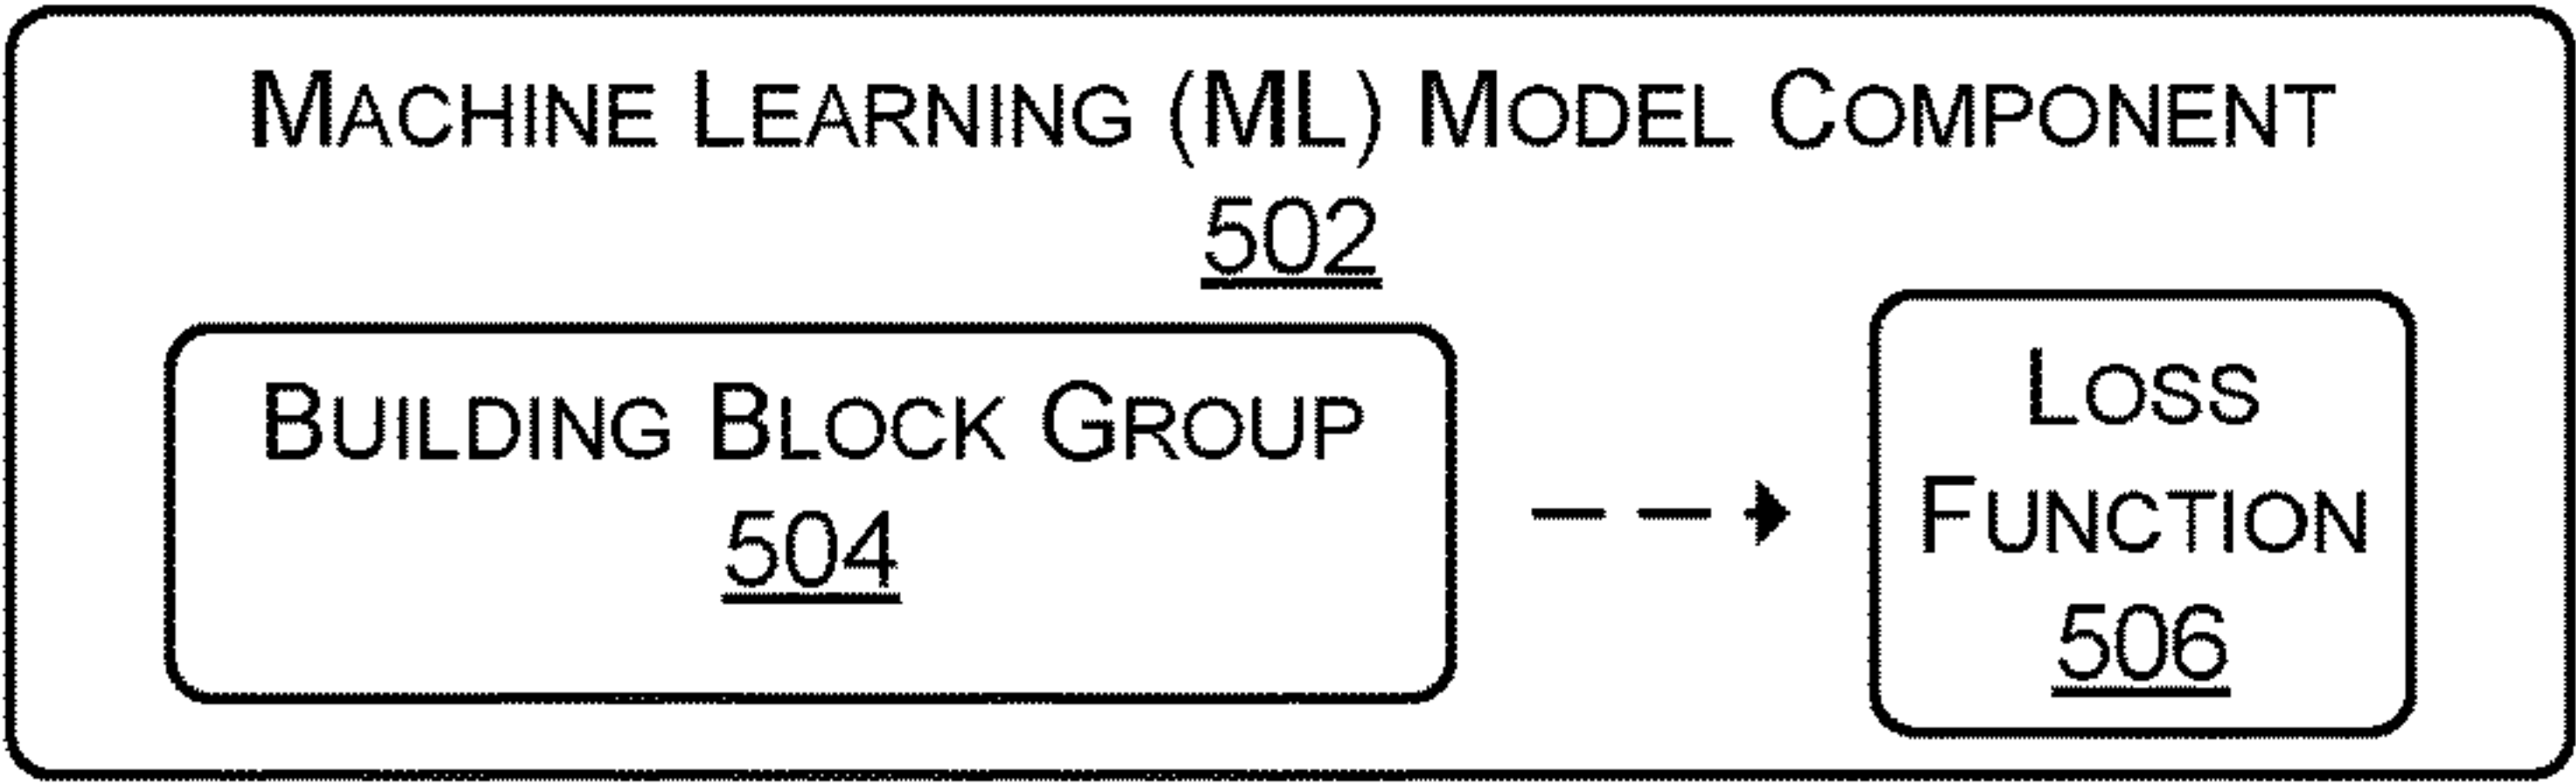 MACHINE LEARNING (ML) MODEL COMPONENT
502
BUILDING BLOCK GROUP
504
LOSS
FUNCTION
506